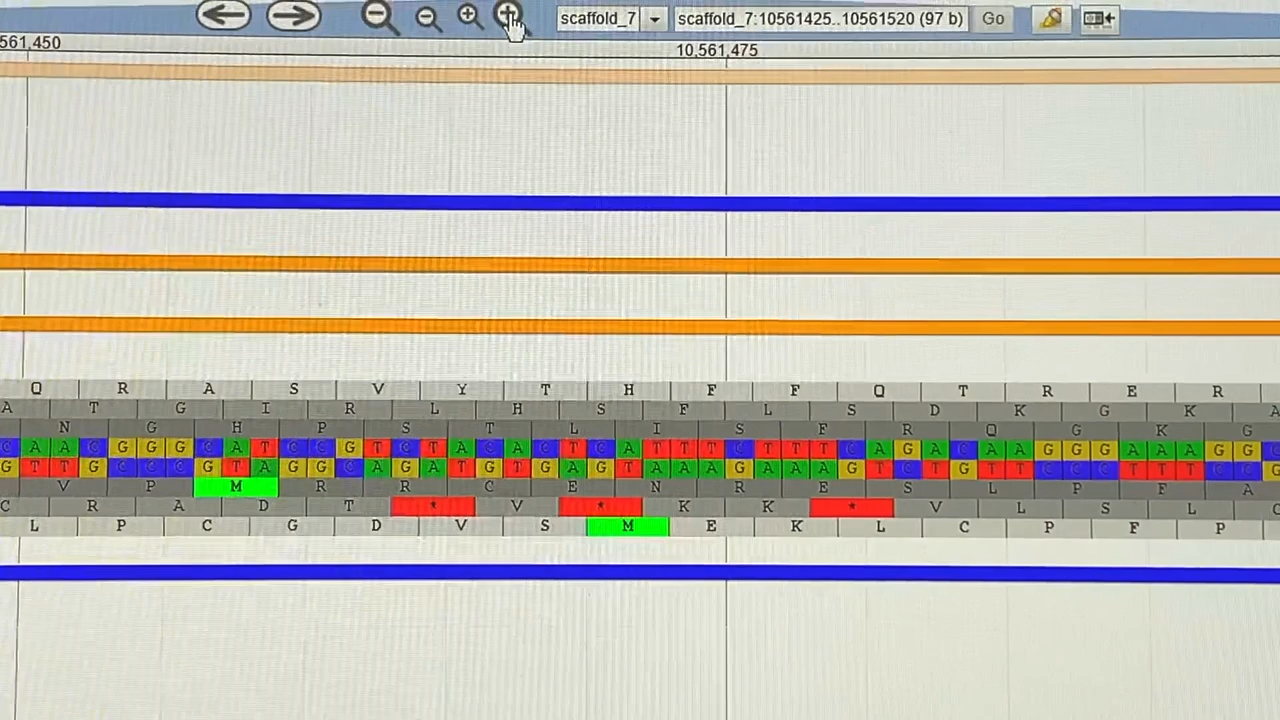 scaffold_7 scaffold_7:10561425..10561520 (97 b) Go
561,450 10,561,475
Q R A S V Y T H F F Q T R E R
A T G I R L H S F L S D K G K A
N G H P S T L I S F R Q G K G
C A A C G G G C A T C C G T C T A C A C T C A T T T C T T T C A G A C A A G G G A A G G C
G T T G C C C G T A G G C A G A T G T G A G T A A A G A A A G T C T G T T C C C T T T C C G
V P M R R C E N R E S L P F A
C R A D T * V * K K * V L S L C
L P C G D V S M E K L C P F P